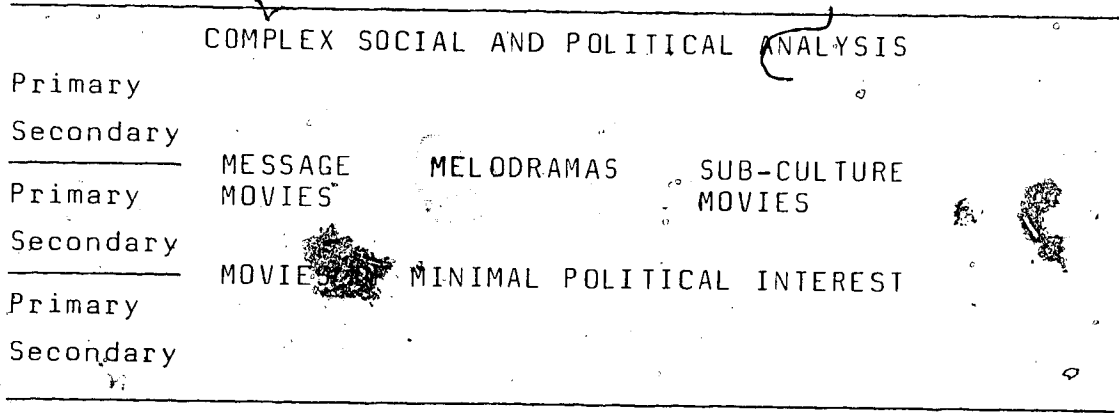 COMPLEX SOCIAL AND POLITICAL ANALYSIS
Primary
Secondary
MESSAGE MELODRAMAS SUB-CULTURE
Primary MOVIES MOVIES
Secondary
MOVIES MINIMAL POLITICAL INTEREST
Primary
Secondary